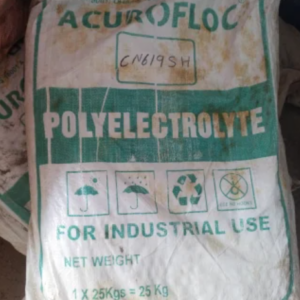 ACUROFLOC
CN619SH
POLYELECTROLYTE
FOR INDUSTRIAL USE
NET WEIGHT
1 X 25Kgs = 25 Kg